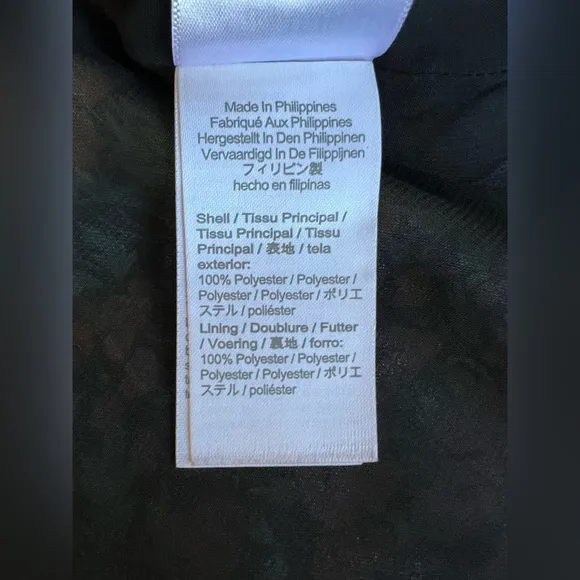 Made In Philippines
Fabriqué Aux Philippines
Hergestellt In Den Philippinen
Vervaardigd In De Filippijnen
フィリピン製
hecho en filipinas
Shell / Tissu Principal /
Tissu Principal / Tissu
Principal / 表地 / tela
exterior:
100% Polyester / Polyester /
Polyester / Polyester / ポリエ
ステル / poliéster
Lining / Doublure / Futter
/ Voering / 裏地 / forro:
100% Polyester / Polyester /
Polyester / Polyester / ポリエ
ステル / poliéster